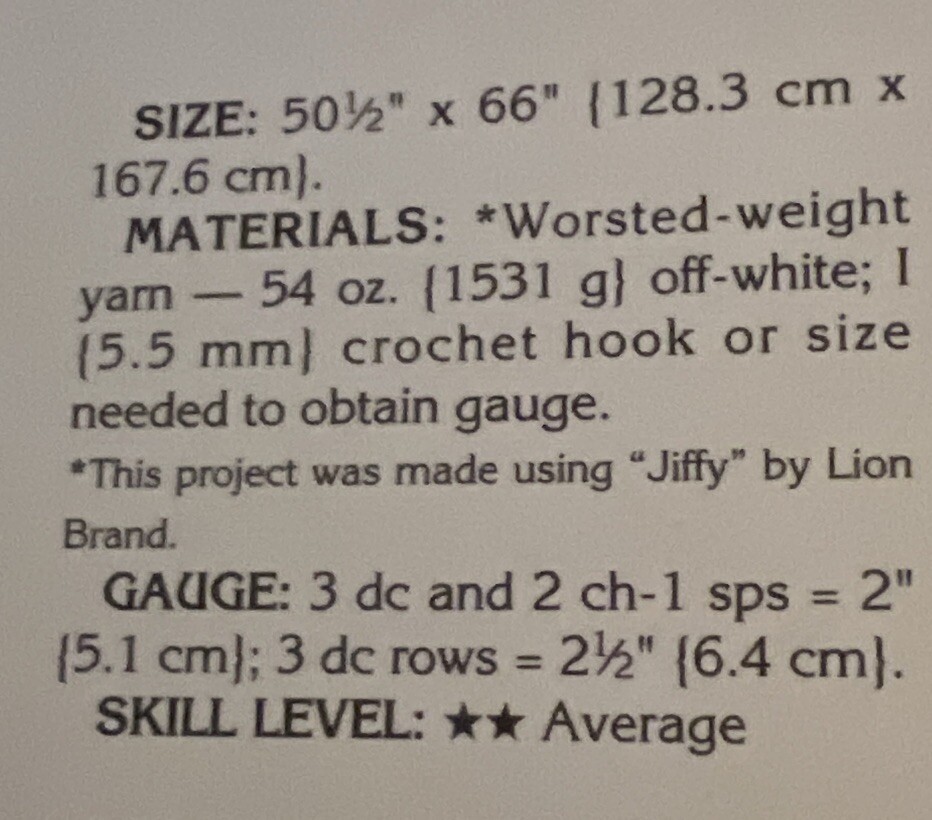 SIZE: 50½" x 66" {128.3 cm x
167.6 cm}.
MATERIALS: *Worsted-weight
yarn — 54 oz. {1531 g} off-white; I
{5.5 mm} crochet hook or size
needed to obtain gauge.
*This project was made using “Jiffy” by Lion
Brand.
GAUGE: 3 dc and 2 ch-1 sps = 2"
{5.1 cm}; 3 dc rows = 2½" {6.4 cm}.
SKILL LEVEL: ★★ Average